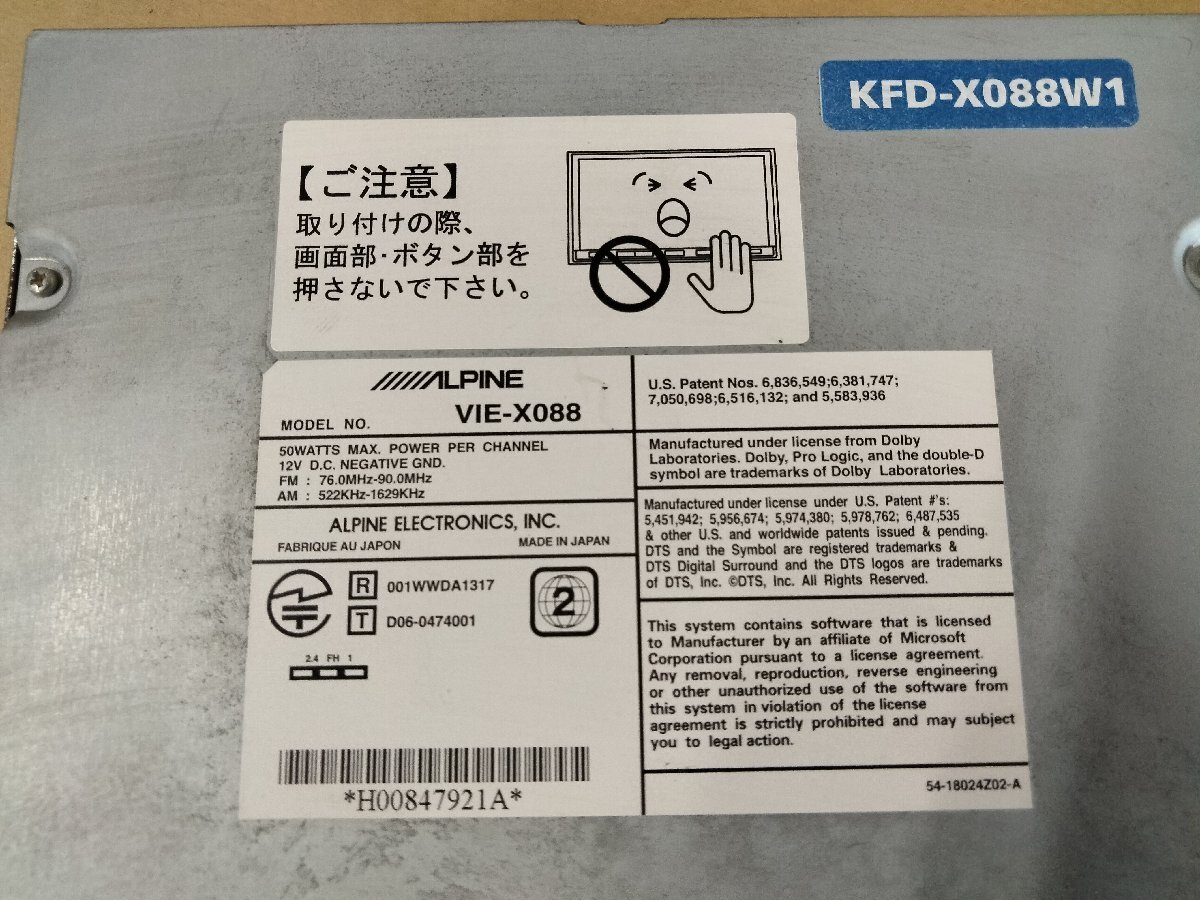 KFD-X088W1
【ご注意】
取り付けの際、
画面部・ボタン部を
押さないで下さい。
ALPINE
MODEL NO. VIE-X088
50WATTS MAX. POWER PER CHANNEL
12V D.C. NEGATIVE GND.
FM : 76.0MHz-90.0MHz
AM : 522KHz-1629KHz
ALPINE ELECTRONICS, INC.
FABRIQUE AU JAPON MADE IN JAPAN
R 001WWDA1317
T D06-0474001
2
2.4 FH 1
*H00847921A*
U.S. Patent Nos. 6,836,549;6,381,747;
7,050,698;6,516,132; and 5,583,936
Manufactured under license from Dolby
Laboratories. Dolby, Pro Logic, and the double-D
symbol are trademarks of Dolby Laboratories.
Manufactured under license under U.S. Patent #'s:
5,451,942; 5,956,674; 5,974,380; 5,978,762; 6,487,535
& other U.S. and worldwide patents issued & pending.
DTS and the Symbol are registered trademarks &
DTS Digital Surround and the DTS logos are trademarks
of DTS, Inc. ©DTS, Inc. All Rights Reserved.
This system contains software that is licensed
to Manufacturer by an affiliate of Microsoft
Corporation pursuant to a license agreement.
Any removal, reproduction, reverse engineering
or other unauthorized use of the software from
this system in violation of the license
agreement is strictly prohibited and may subject
you to legal action.
54-18024Z02-A